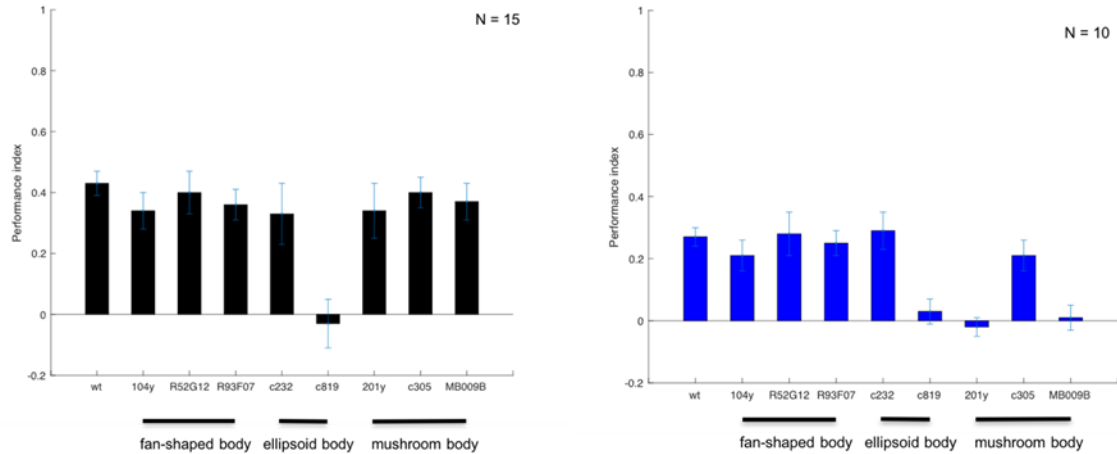 N = 15
Performance index
1
0.8
0.6
0.4
0.2
0
-0.2
wt 104y R52G12 R93F07 c232 c819 201y c305 MB009B
fan-shaped body ellipsoid body mushroom body
N = 10
Performance index
1
0.8
0.6
0.4
0.2
0
-0.2
wt 104y R52G12 R93F07 c232 c819 201y c305 MB009B
fan-shaped body ellipsoid body mushroom body